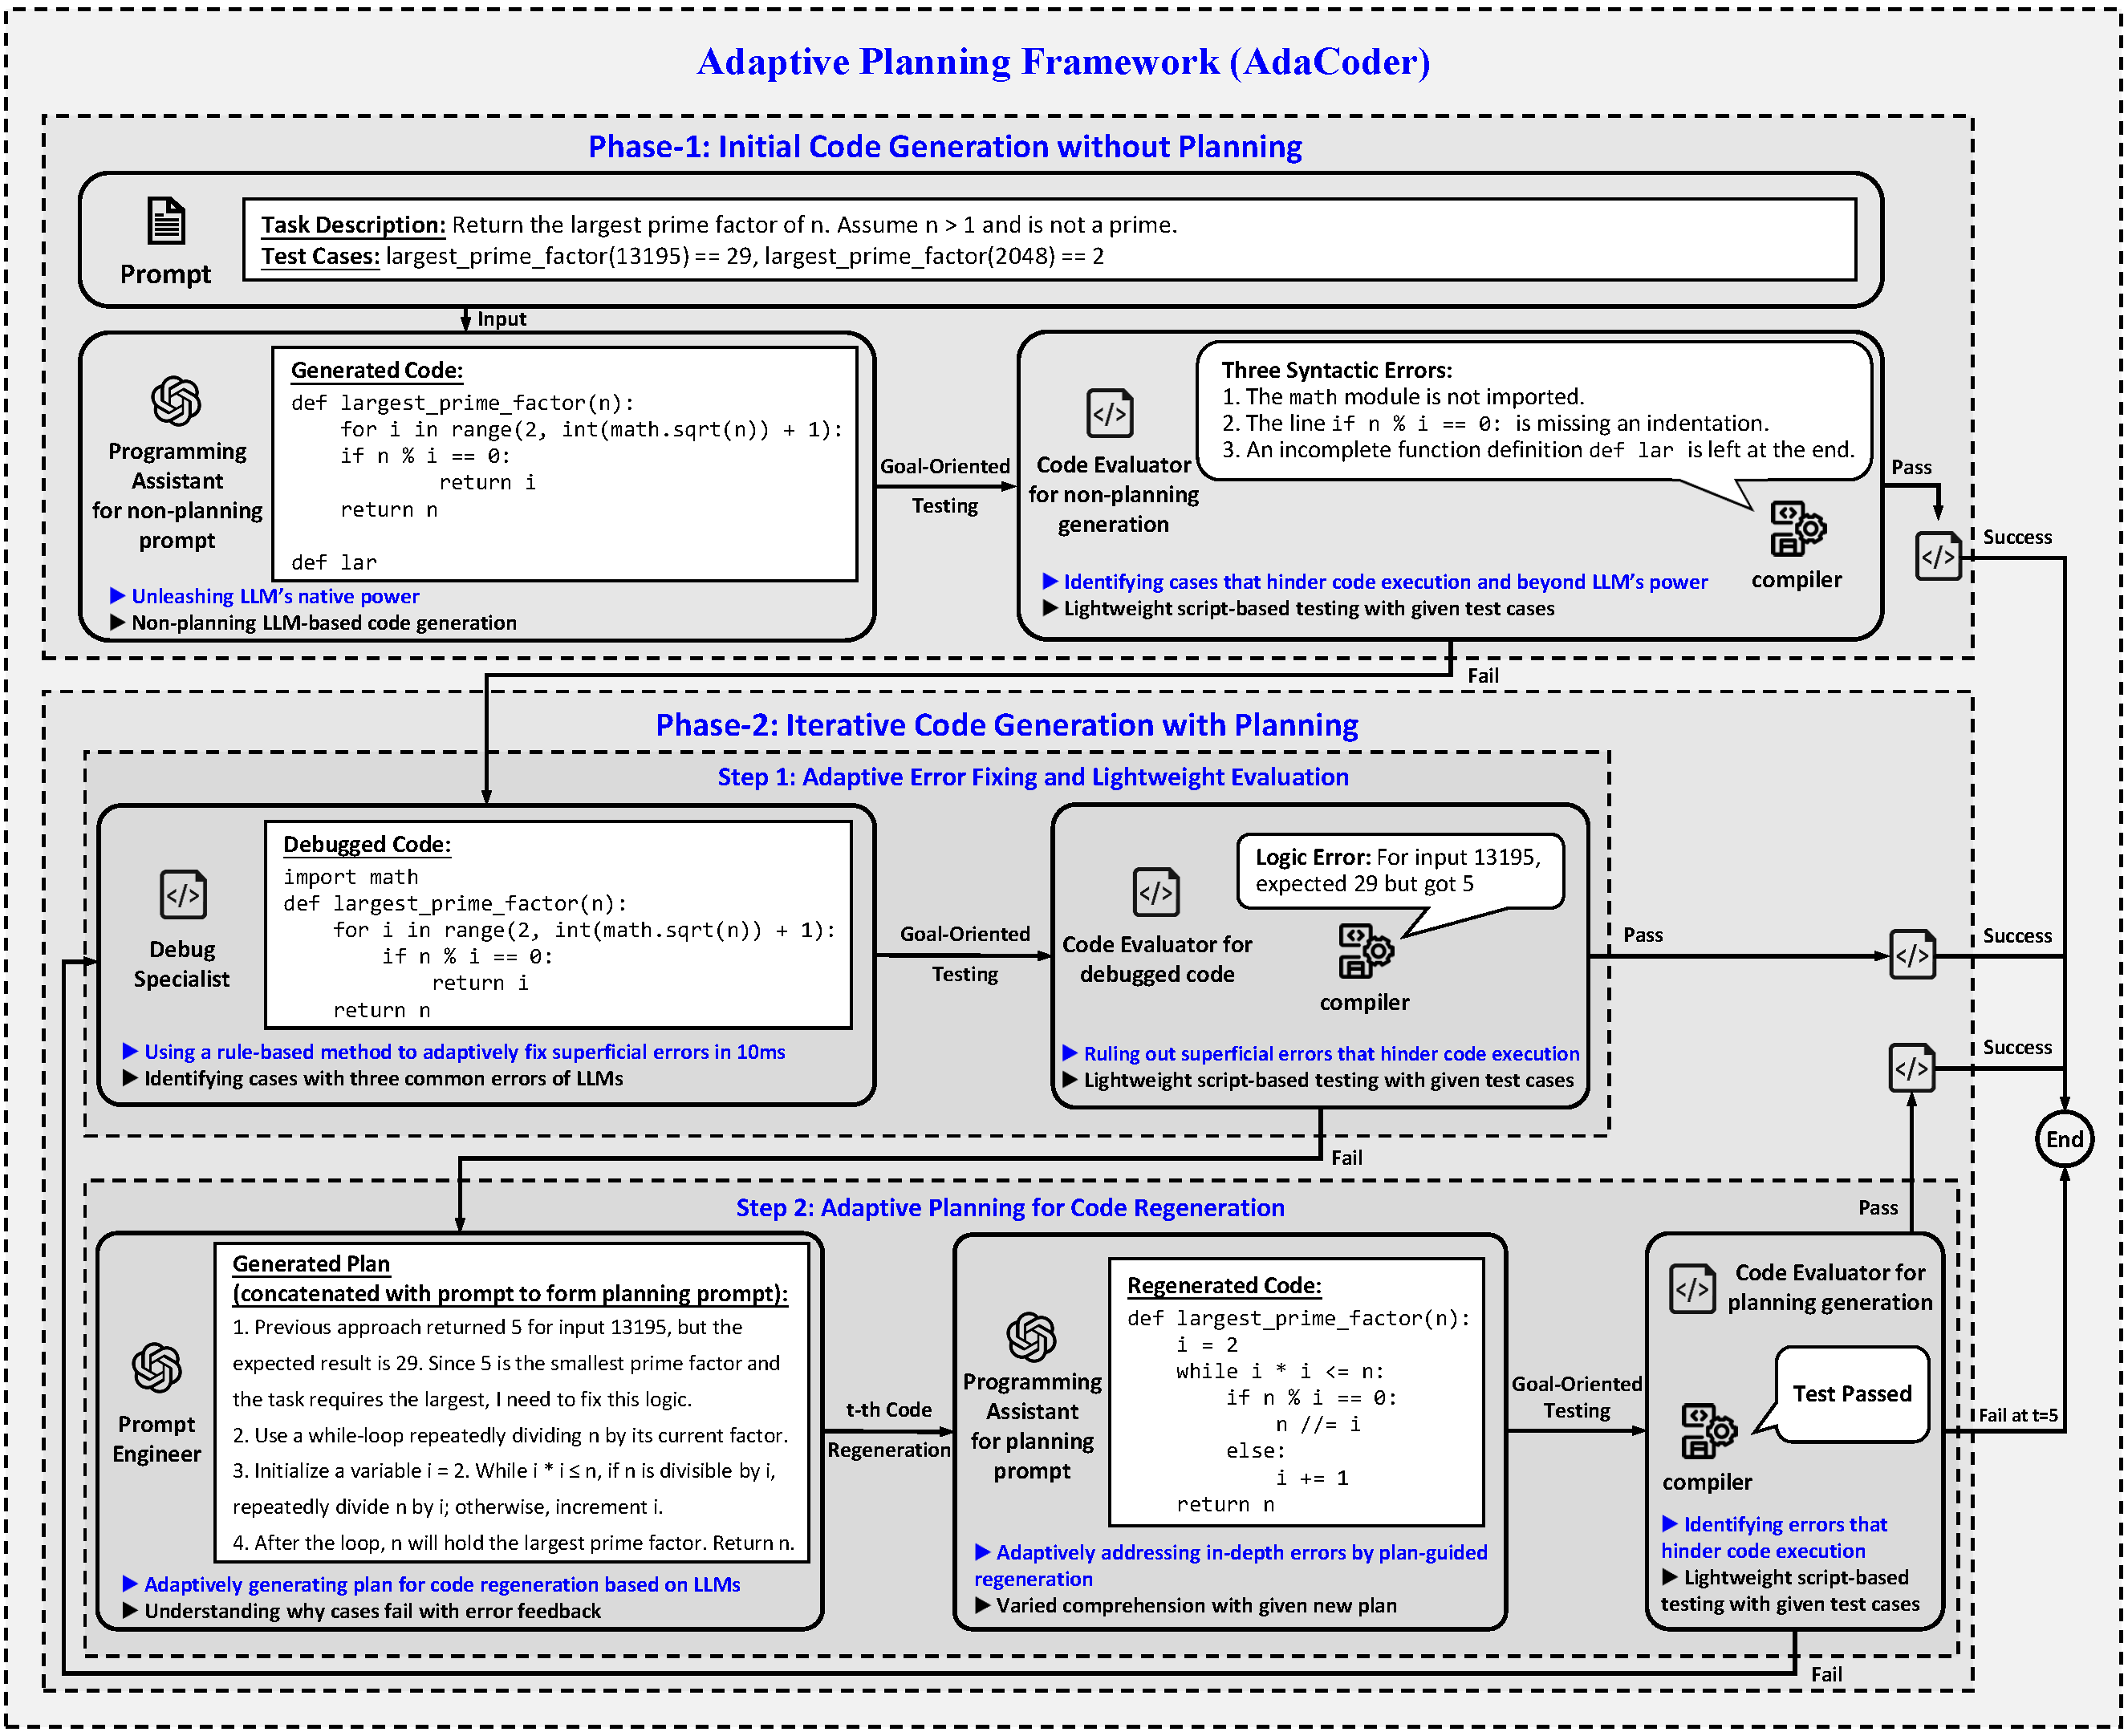 Adaptive Planning Framework (AdaCoder)
Phase-1: Initial Code Generation without Planning
Prompt
Task Description: Return the largest prime factor of n. Assume n > 1 and is not a prime.
Test Cases: largest_prime_factor(13195) == 29, largest_prime_factor(2048) == 2
Input
Programming
Assistant
for non-planning
prompt
Generated Code:
def largest_prime_factor(n):
    for i in range(2, int(math.sqrt(n)) + 1):
    if n % i == 0:
            return i
    return n
def lar
▶ Unleashing LLM's native power
▶ Non-planning LLM-based code generation
Goal-Oriented
Testing
Code Evaluator
for non-planning
generation
Three Syntactic Errors:
1. The math module is not imported.
2. The line if n % i == 0: is missing an indentation.
3. An incomplete function definition def lar is left at the end.
compiler
▶ Identifying cases that hinder code execution and beyond LLM's power
▶ Lightweight script-based testing with given test cases
Pass
Success
Fail
Phase-2: Iterative Code Generation with Planning
Step 1: Adaptive Error Fixing and Lightweight Evaluation
Debug
Specialist
Debugged Code:
import math
def largest_prime_factor(n):
    for i in range(2, int(math.sqrt(n)) + 1):
        if n % i == 0:
            return i
    return n
▶ Using a rule-based method to adaptively fix superficial errors in 10ms
▶ Identifying cases with three common errors of LLMs
Goal-Oriented
Testing
Code Evaluator for
debugged code
Logic Error: For input 13195,
expected 29 but got 5
compiler
▶ Ruling out superficial errors that hinder code execution
▶ Lightweight script-based testing with given test cases
Pass
Success
Success
End
Fail
Step 2: Adaptive Planning for Code Regeneration
Prompt
Engineer
Generated Plan
(concatenated with prompt to form planning prompt):
1. Previous approach returned 5 for input 13195, but the
expected result is 29. Since 5 is the smallest prime factor and
the task requires the largest, I need to fix this logic.
2. Use a while-loop repeatedly dividing n by its current factor.
3. Initialize a variable i = 2. While i * i ≤ n, if n is divisible by i,
repeatedly divide n by i; otherwise, increment i.
4. After the loop, n will hold the largest prime factor. Return n.
▶ Adaptively generating plan for code regeneration based on LLMs
▶ Understanding why cases fail with error feedback
t-th Code
Regeneration
Programming
Assistant
for planning
prompt
Regenerated Code:
def largest_prime_factor(n):
    i = 2
    while i * i <= n:
        if n % i == 0:
            n //= i
        else:
            i += 1
    return n
▶ Adaptively addressing in-depth errors by plan-guided
regeneration
▶ Varied comprehension with given new plan
Goal-Oriented
Testing
Pass
Code Evaluator for
planning generation
Test Passed
compiler
▶ Identifying errors that
hinder code execution
▶ Lightweight script-based
testing with given test cases
Fail at t=5
Fail